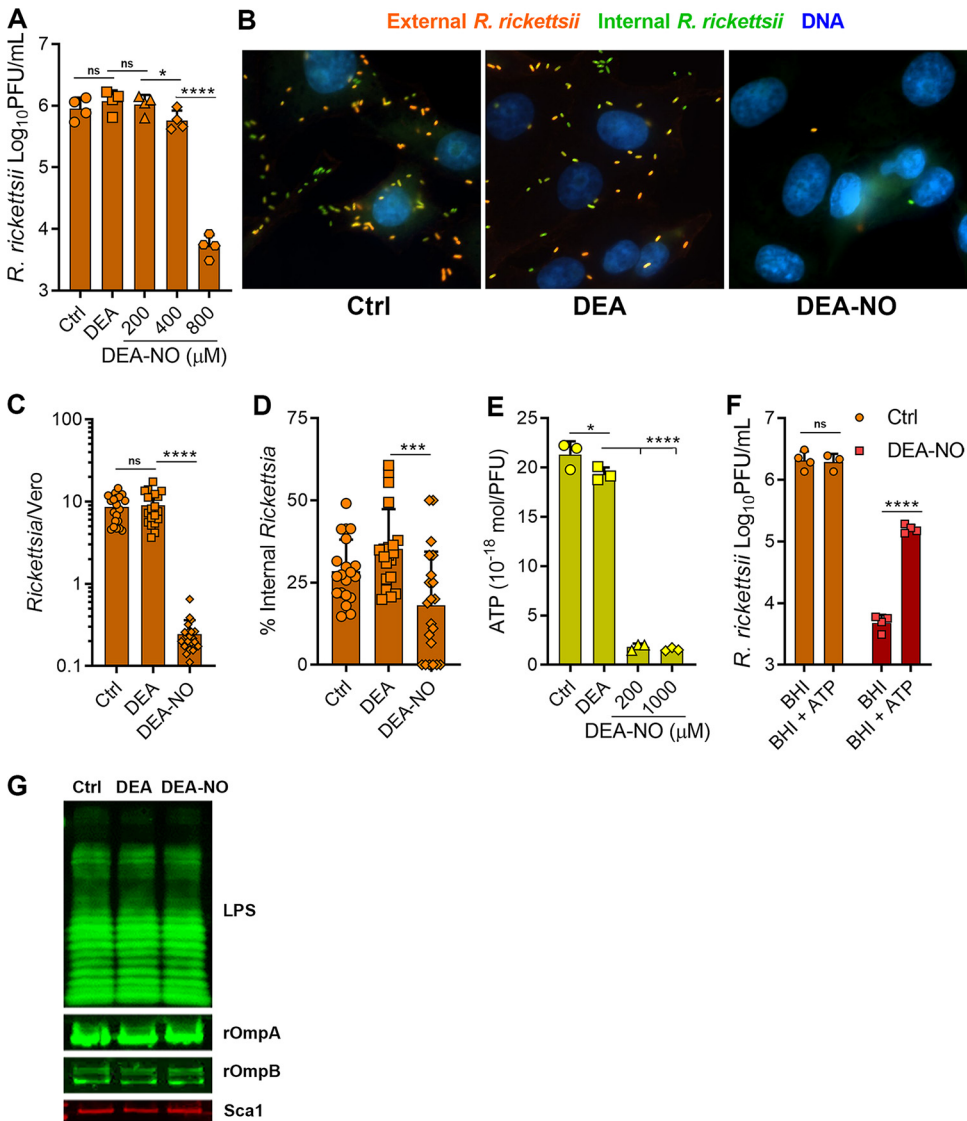 A
R. rickettsii Log10PFU/mL
7
6
5
4
3
ns
ns
*
****
Ctrl
DEA
200
400
800
DEA-NO (μM)
B
External R. rickettsii Internal R. rickettsii DNA
Ctrl
DEA
DEA-NO
C
Rickettsia/Vero
100
10
1
0.1
ns
****
Ctrl
DEA
DEA-NO
D
% Internal Rickettsia
75
50
25
0
***
Ctrl
DEA
DEA-NO
E
ATP (10-18 mol/PFU)
25
20
15
10
5
0
*
****
Ctrl
DEA
200
1000
DEA-NO (μM)
F
R. rickettsii Log10PFU/mL
7
6
5
4
3
ns
****
Ctrl
DEA-NO
BHI
BHI + ATP
BHI
BHI + ATP
G
Ctrl DEA DEA-NO
LPS
rOmpA
rOmpB
Sca1